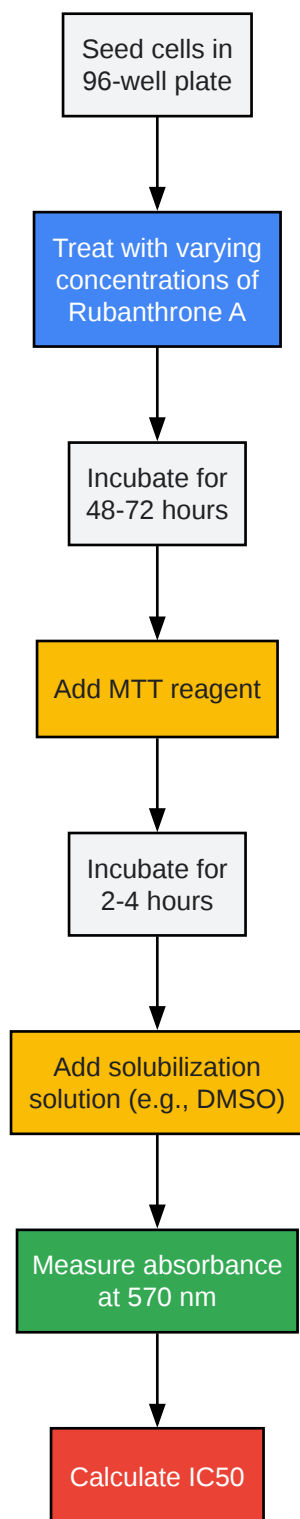 Seed cells in
96-well plate
Treat with varying
concentrations of
Rubanthrone A
Incubate for
48-72 hours
Add MTT reagent
Incubate for
2-4 hours
Add solubilization
solution (e.g., DMSO)
Measure absorbance
at 570 nm
Calculate IC50